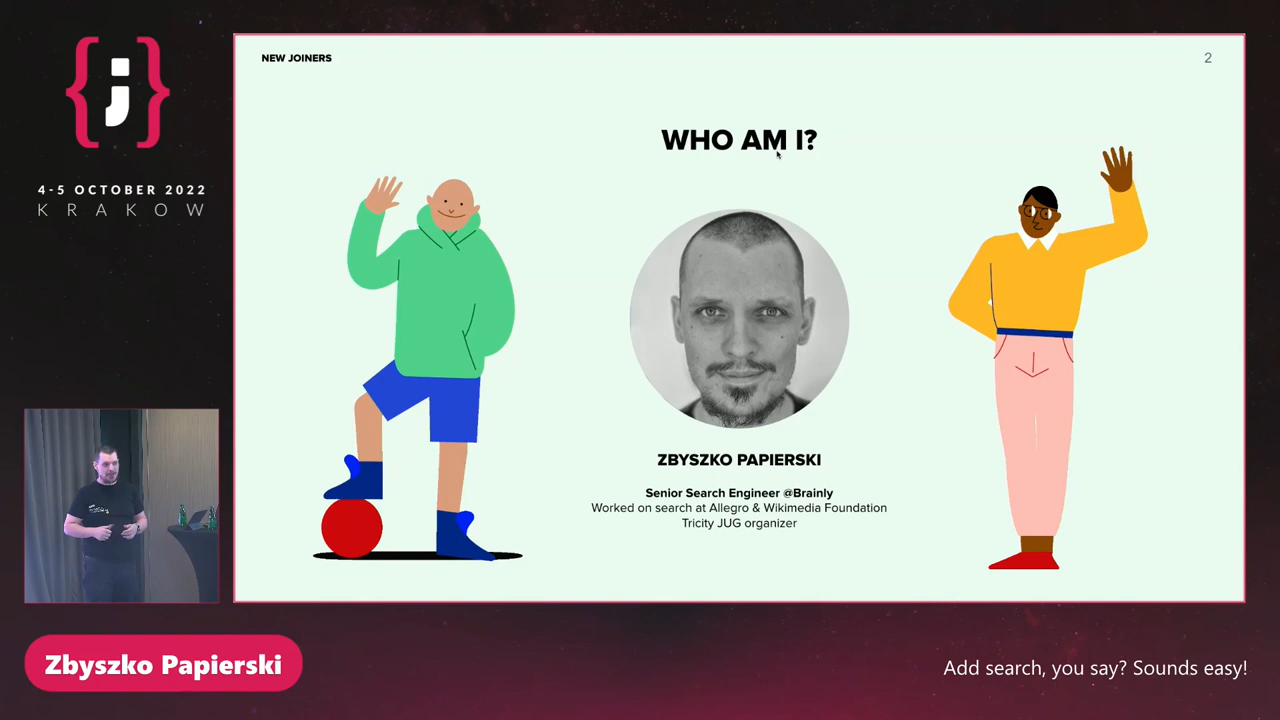 {;}
4-5 OCTOBER 2022
KRAKOW
NEW JOINERS
2
WHO AM I?
ZBYSZKO PAPIERSKI
Senior Search Engineer @Brainly
Worked on search at Allegro & Wikimedia Foundation
Tricity JUG organizer
Zbyszko Papierski
Add search, you say? Sounds easy!